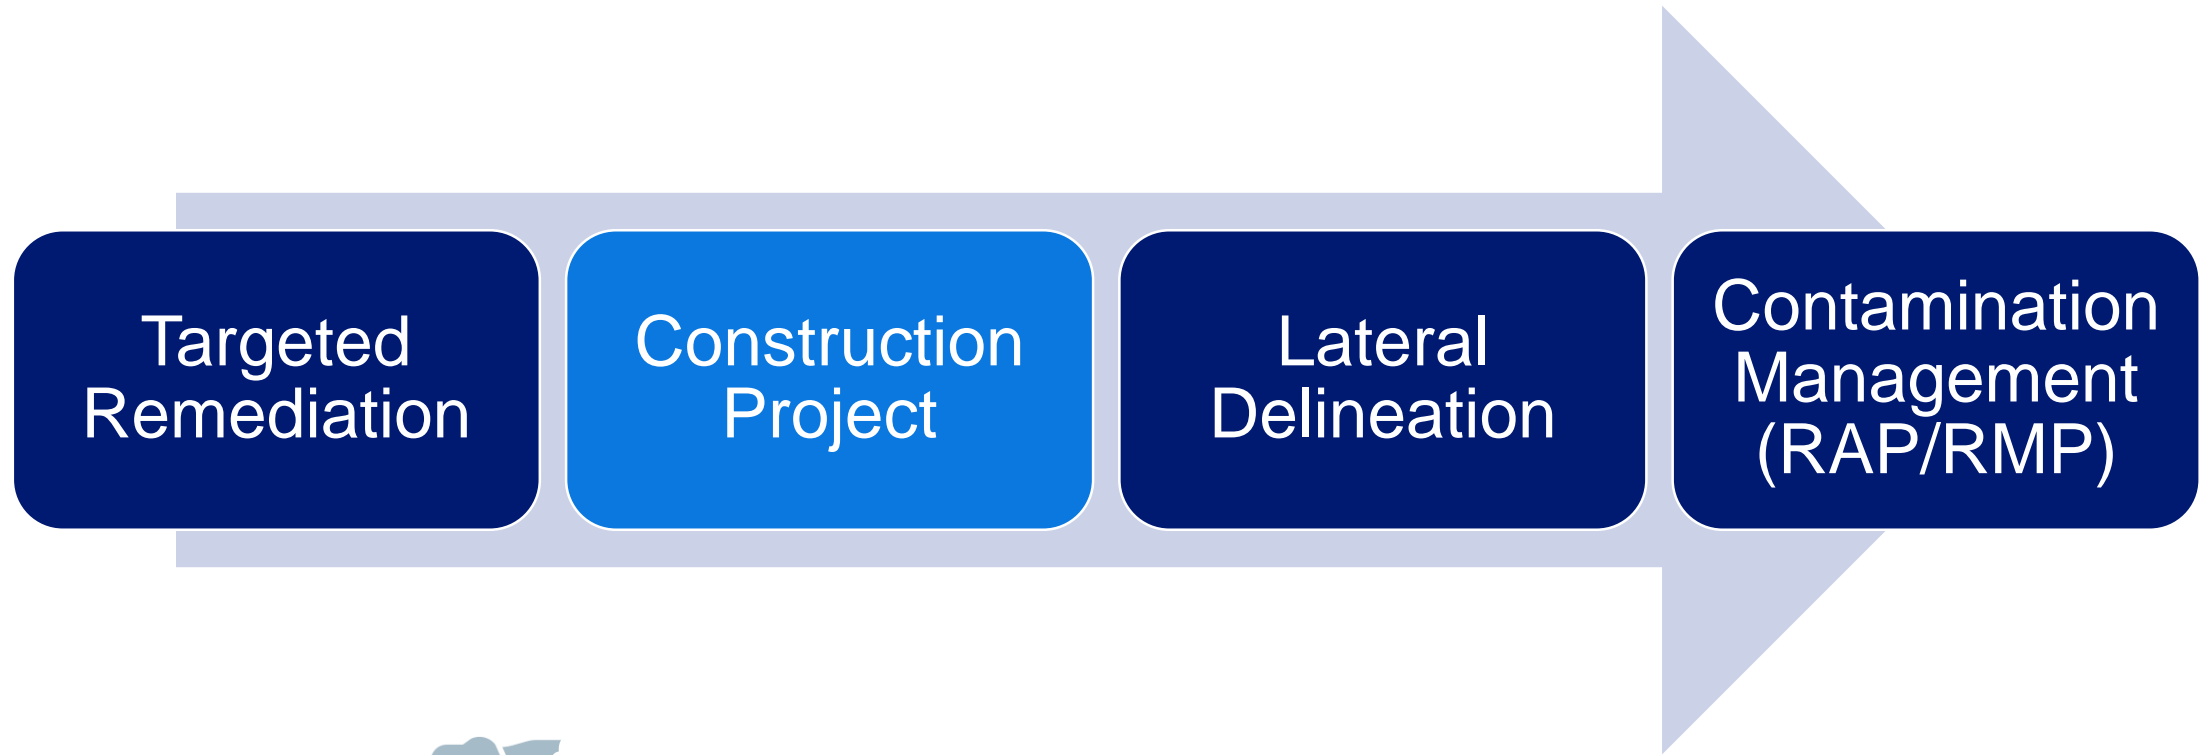 Targeted
Remediation
Construction
Project
Lateral
Delineation
Contamination
Management
(RAP/RMP)